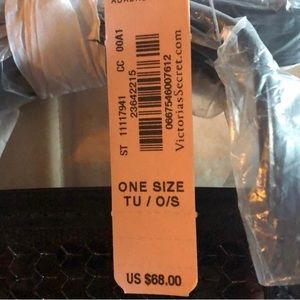 ST 11117941 CC 00A1
23642215
0667546007612
VictoriasSecret.com
ONE SIZE
TU / O/S
US $68.00